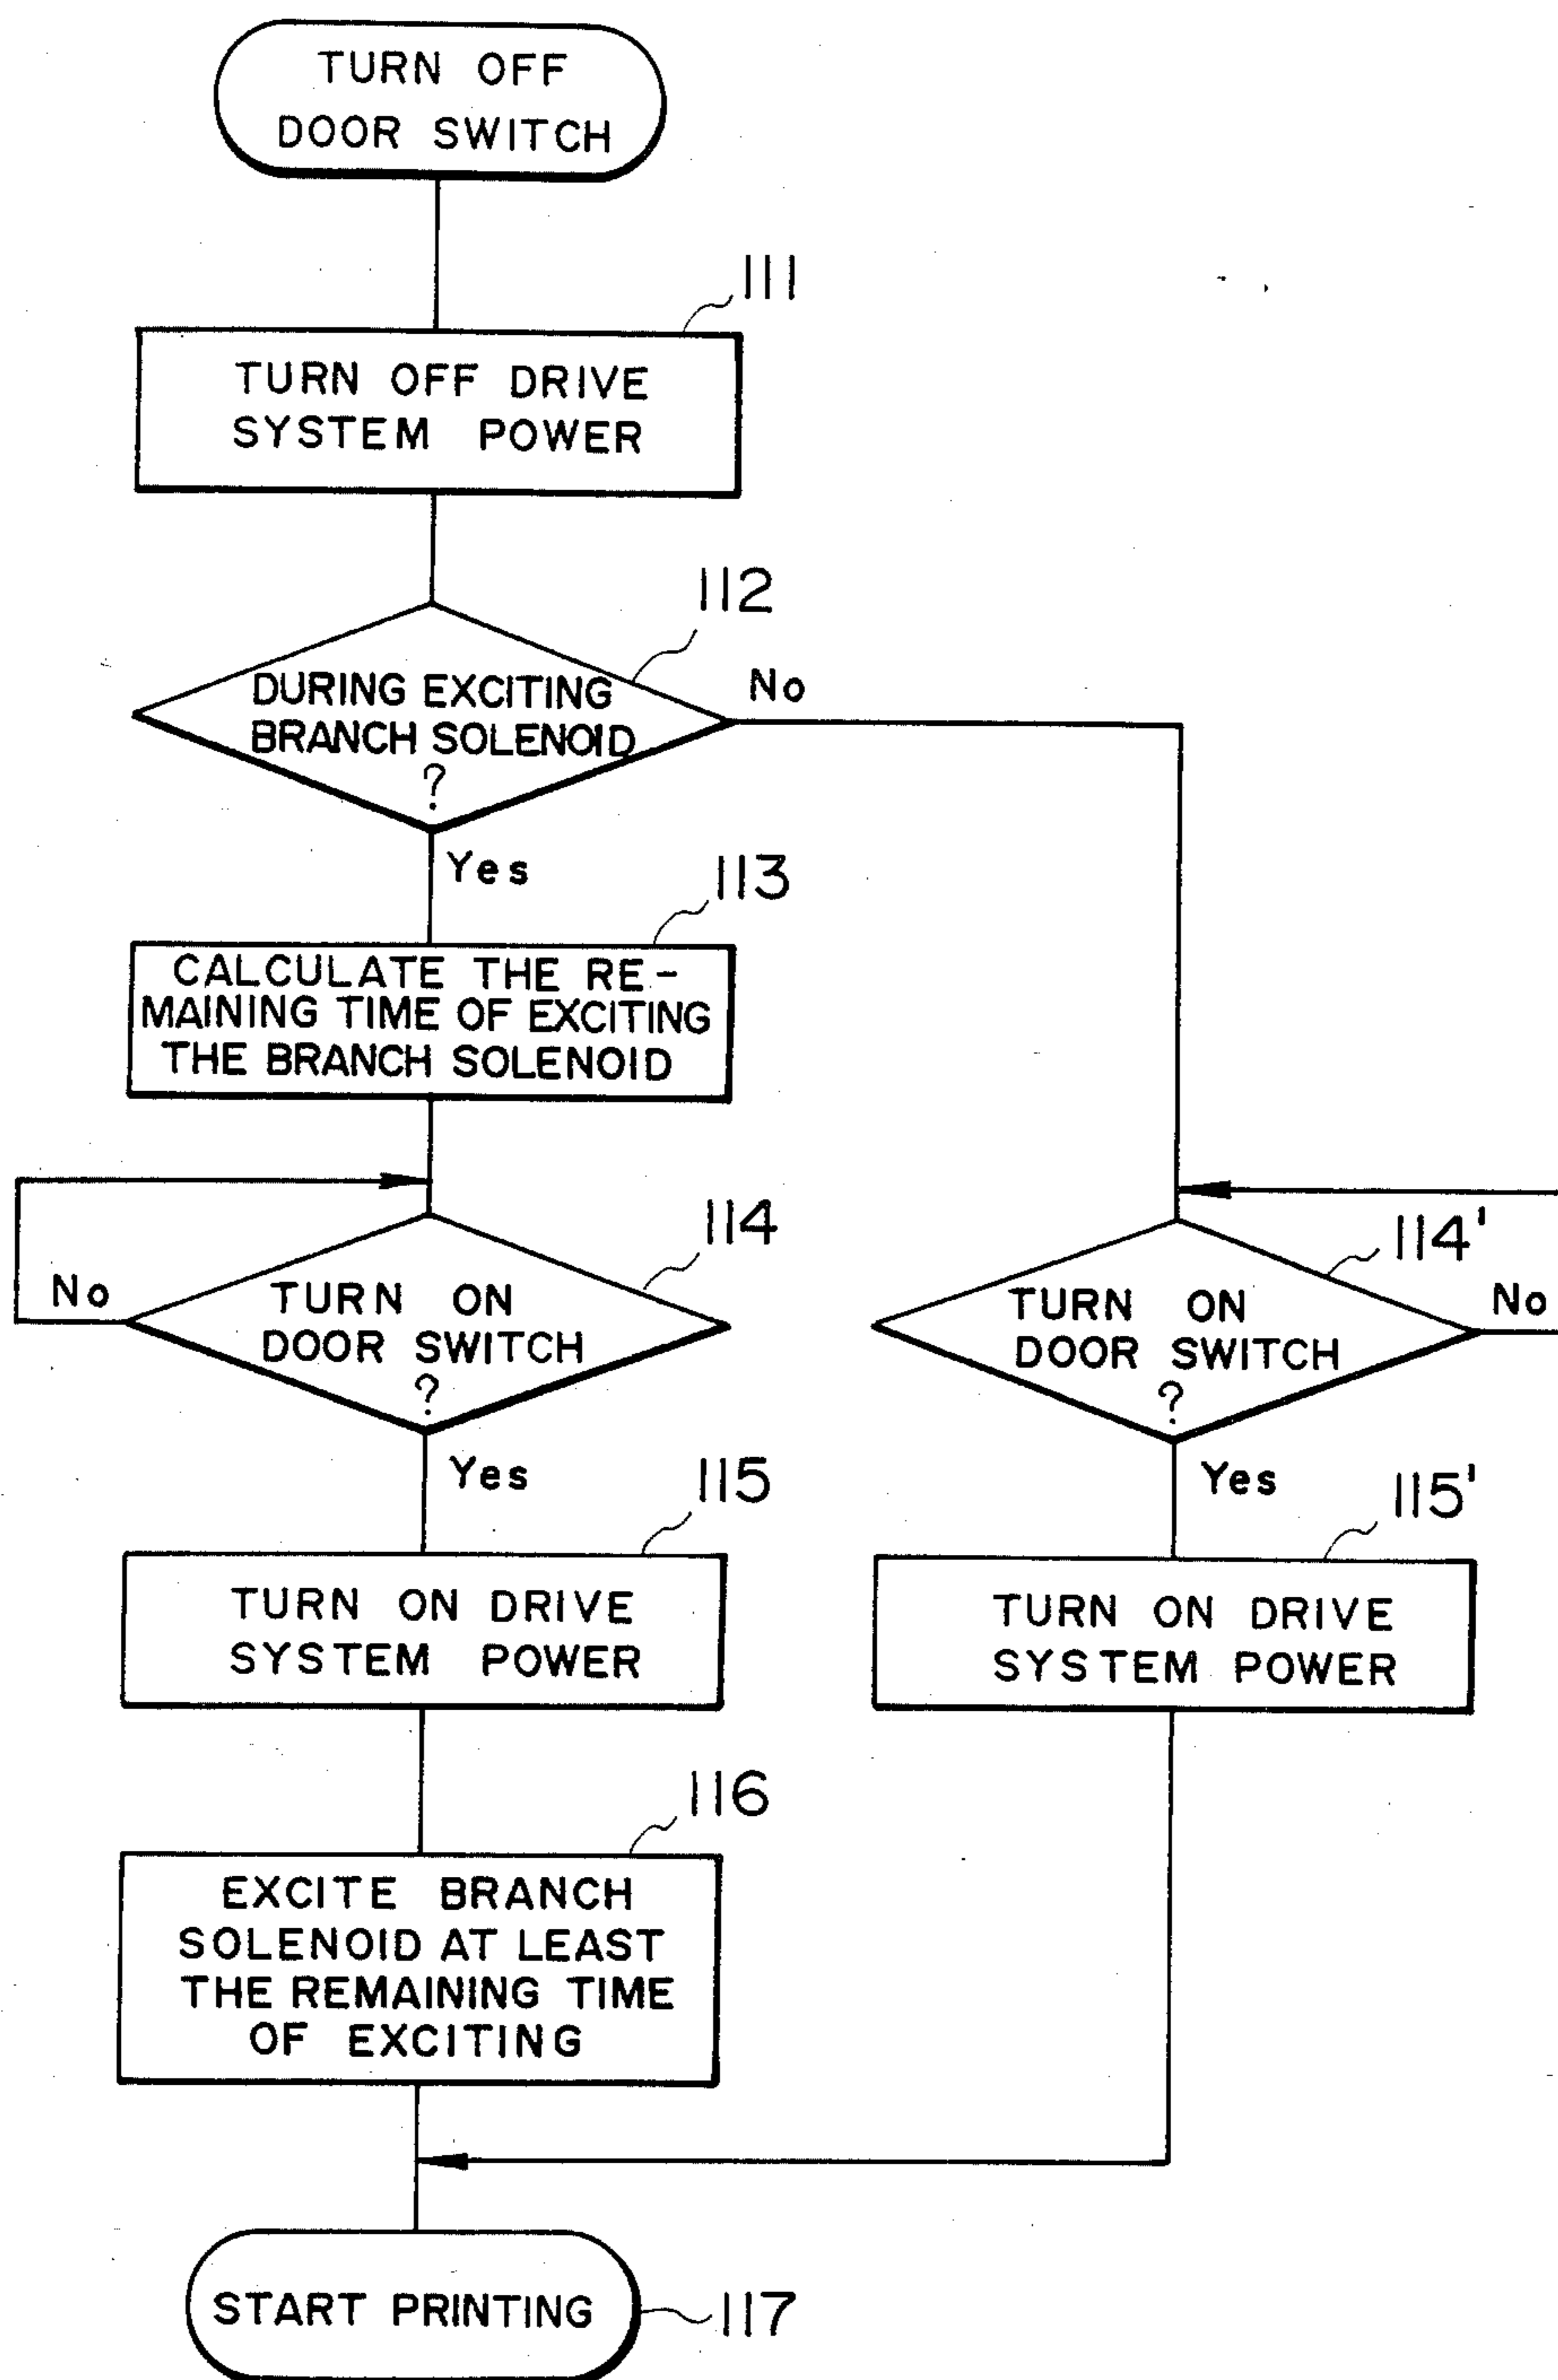 TURN OFF
DOOR SWITCH
111
TURN OFF DRIVE
SYSTEM POWER
112
DURING EXCITING
BRANCH SOLENOID
?
No
Yes
113
CALCULATE THE RE-
MAINING TIME OF EXCITING
THE BRANCH SOLENOID
114
TURN ON
DOOR SWITCH
?
No
Yes
114'
TURN ON
DOOR SWITCH
?
No
Yes
115
TURN ON DRIVE
SYSTEM POWER
115'
TURN ON DRIVE
SYSTEM POWER
116
EXCITE BRANCH
SOLENOID AT LEAST
THE REMAINING TIME
OF EXCITING
START PRINTING
117